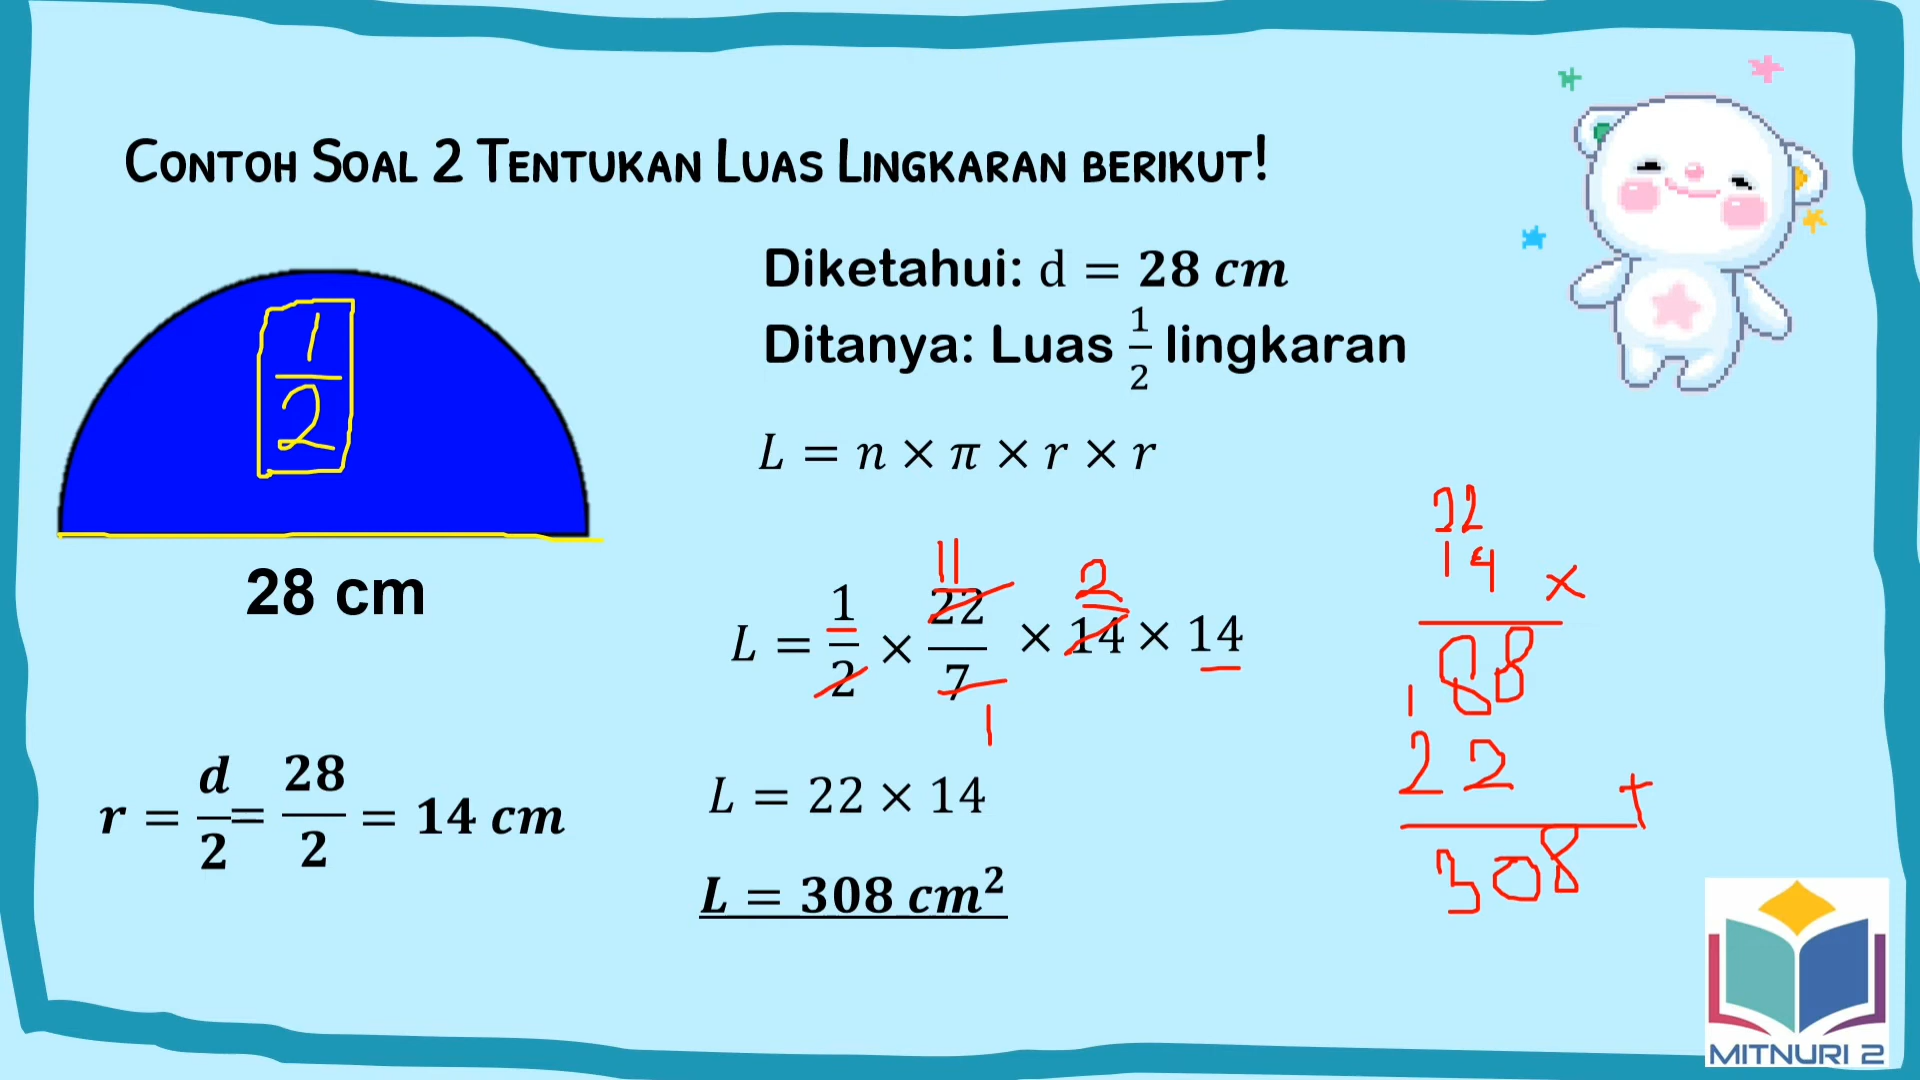 CONTOH SOAL 2 TENTUKAN LUAS LINGKARAN BERIKUT!
1/2
28 cm
r = d/2 = 28/2 = 14 cm
Diketahui: d = 28 cm
Ditanya: Luas 1/2 lingkaran
L = n × π × r × r
11 2
L = 1/2 × 22/7 × 14 × 14
1
L = 22 × 14
L = 308 cm²
22
14 x
88
1
22 +
308
MITNURI 2